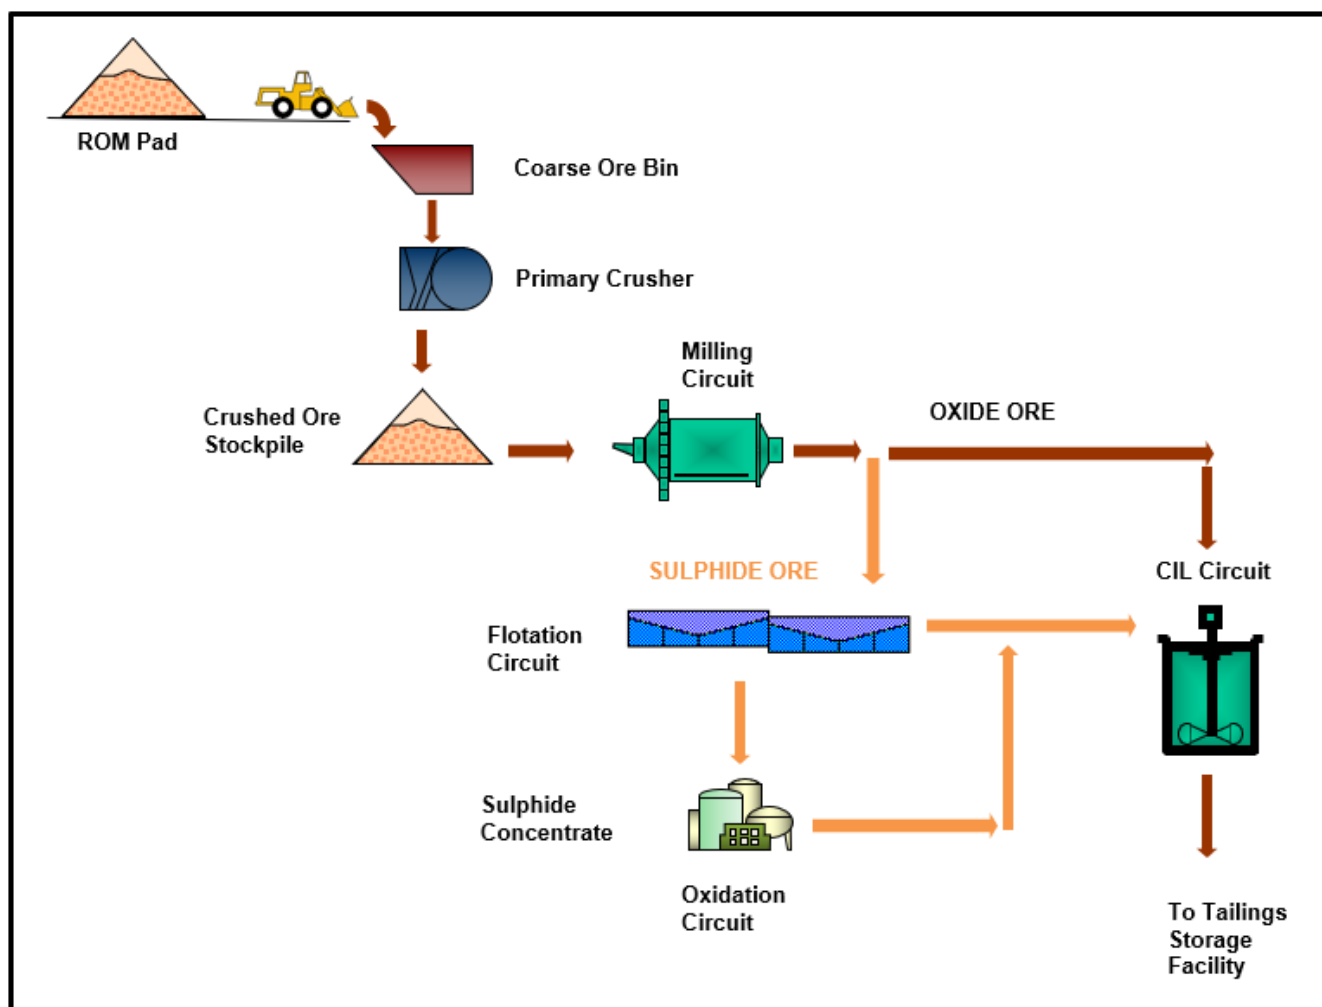 ROM Pad
Coarse Ore Bin
Primary Crusher
Milling
Circuit
Crushed Ore
Stockpile
OXIDE ORE
SULPHIDE ORE
CIL Circuit
Flotation
Circuit
Sulphide
Concentrate
Oxidation
Circuit
To Tailings
Storage
Facility